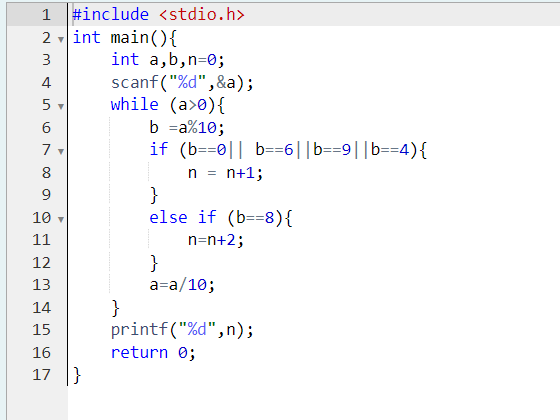 1 #include <stdio.h>
2 int main(){
3     int a,b,n=0;
4     scanf("%d",&a);
5     while (a>0){
6         b =a%10;
7         if (b==0|| b==6||b==9||b==4){
8             n = n+1;
9         }
10         else if (b==8){
11             n=n+2;
12         }
13         a=a/10;
14     }
15     printf("%d",n);
16     return 0;
17 }